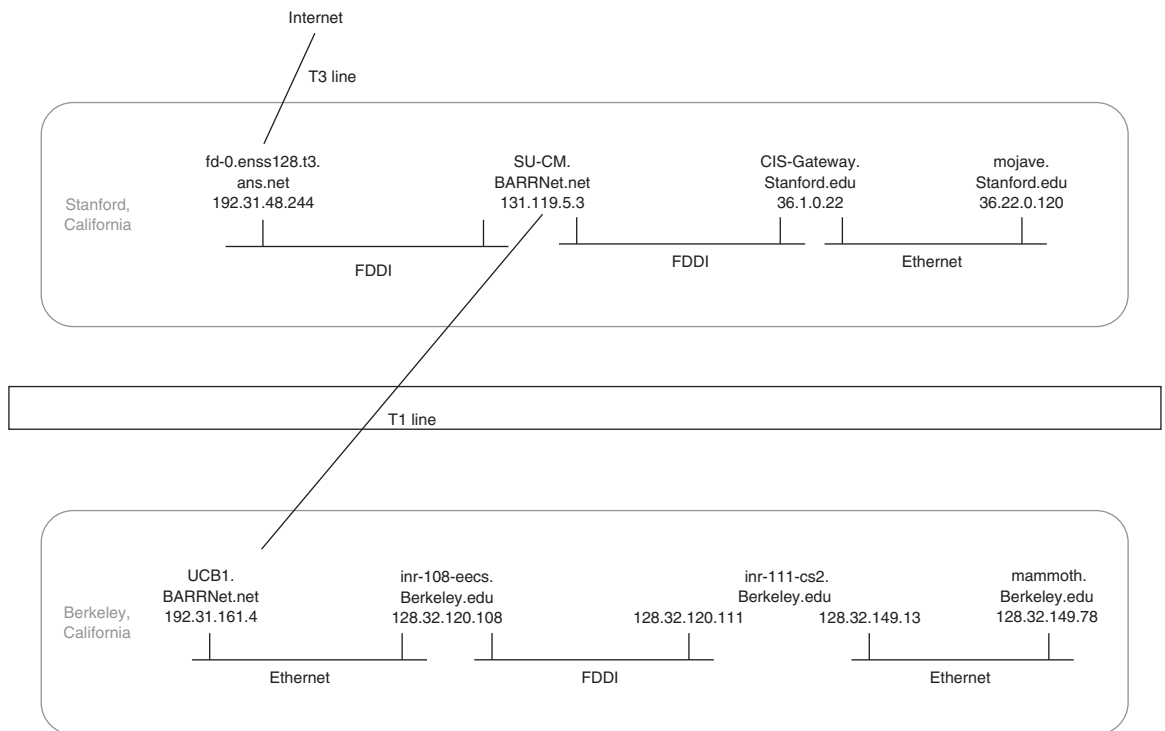 Internet
T3 line
fd-0.enss128.t3.
ans.net
192.31.48.244
SU-CM.
BARRNet.net
131.119.5.3
CIS-Gateway.
Stanford.edu
36.1.0.22
mojave.
Stanford.edu
36.22.0.120
Stanford,
California
FDDI
FDDI
Ethernet
T1 line
UCB1.
BARRNet.net
192.31.161.4
inr-108-eecs.
Berkeley.edu
128.32.120.108
inr-111-cs2.
Berkeley.edu
128.32.120.111
128.32.149.13
mammoth.
Berkeley.edu
128.32.149.78
Berkeley,
California
Ethernet
FDDI
Ethernet